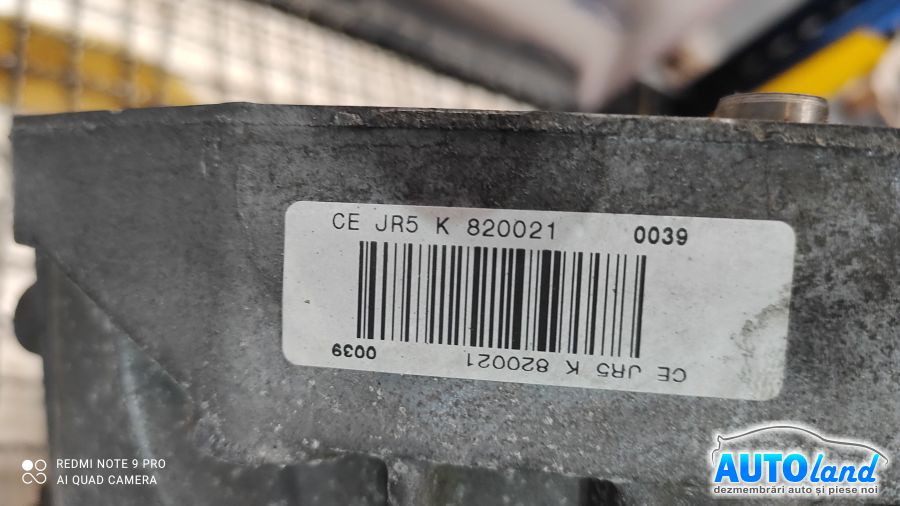 CE JR5 K 820021 0039
CE JR5 K 820021 0039
REDMI NOTE 9 PRO
AI QUAD CAMERA
AUTOland
dezmembrări auto și piese noi